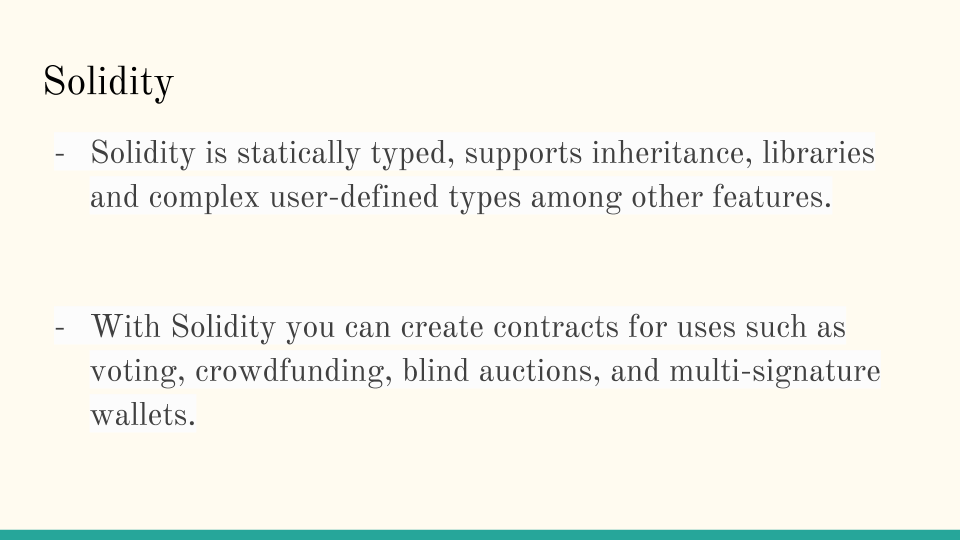 Solidity
- Solidity is statically typed, supports inheritance, libraries
and complex user-defined types among other features.
- With Solidity you can create contracts for uses such as
voting, crowdfunding, blind auctions, and multi-signature
wallets.